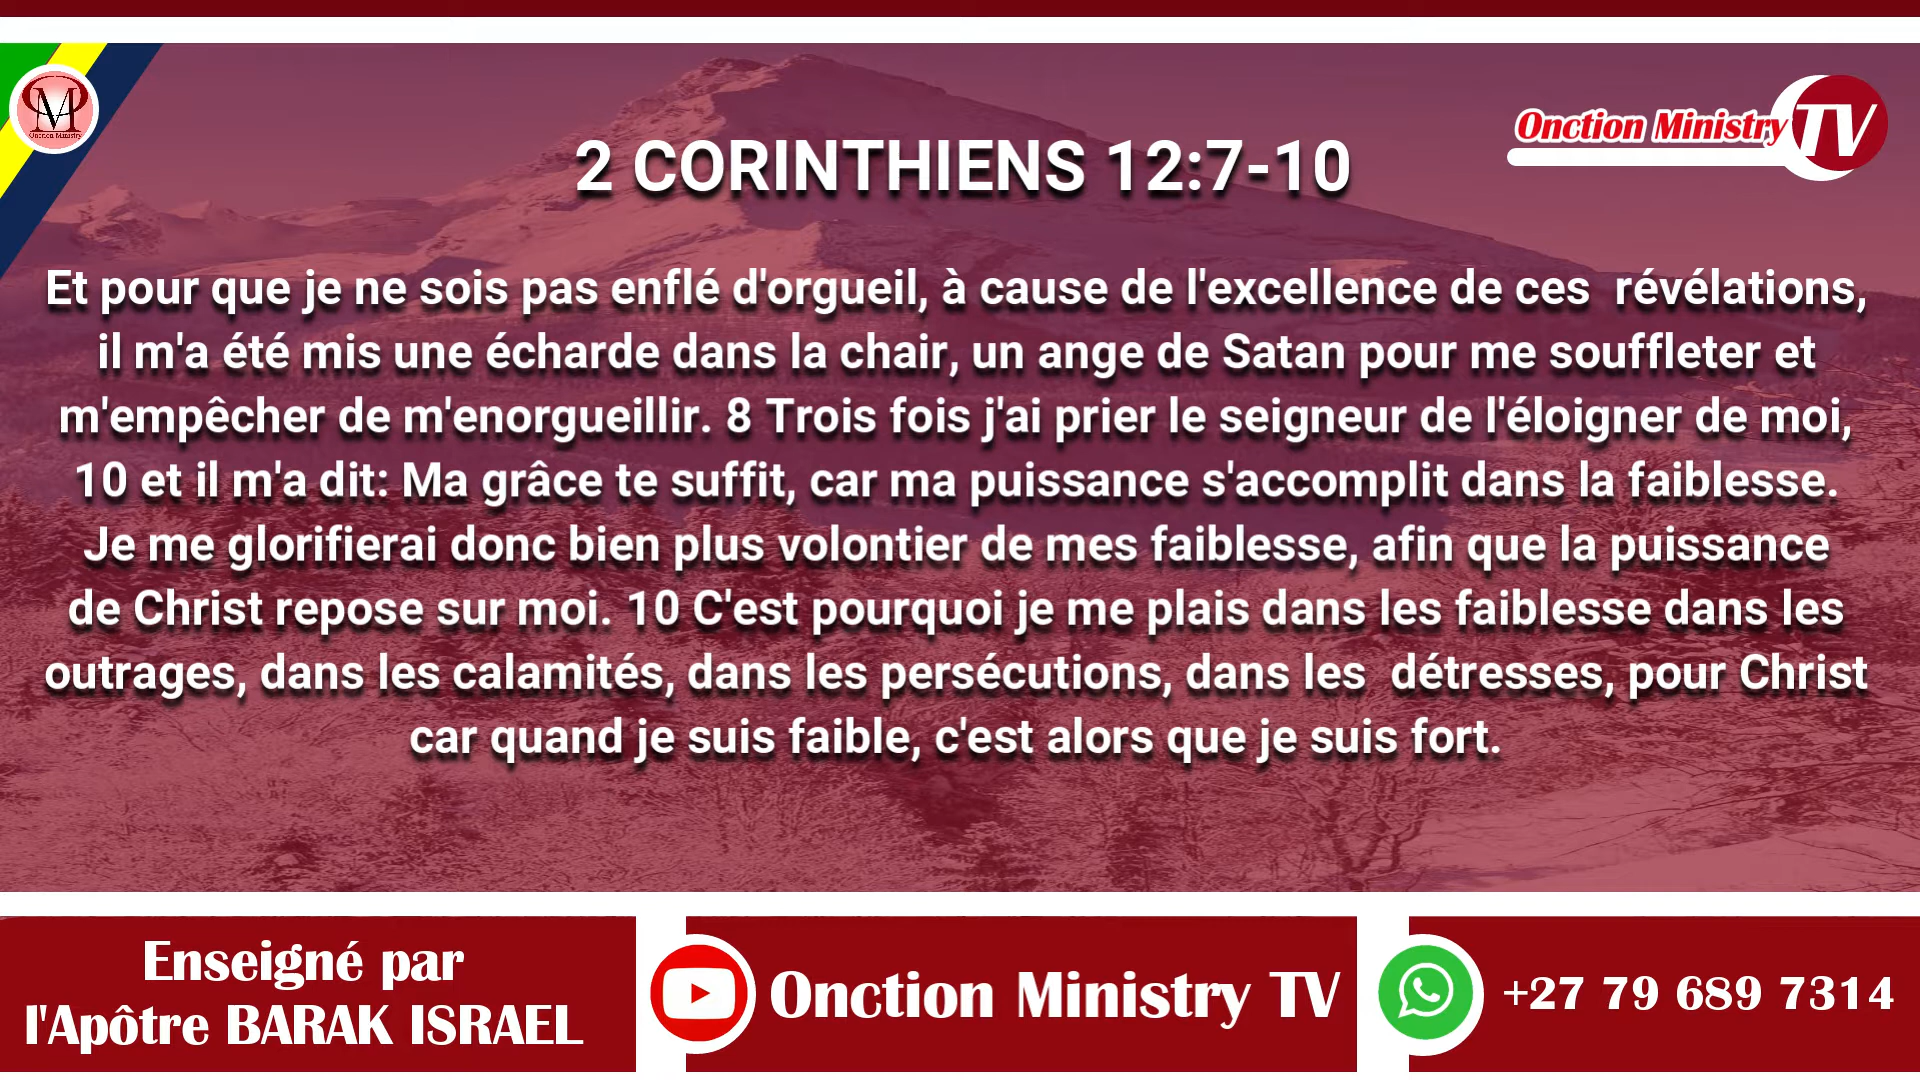 Onction Ministry
Onction Ministry TV
2 CORINTHIENS 12:7-10
Et pour que je ne sois pas enflé d'orgueil, à cause de l'excellence de ces  révélations,
il m'a été mis une écharde dans la chair, un ange de Satan pour me souffleter et
m'empêcher de m'enorgueillir. 8 Trois fois j'ai prier le seigneur de l'éloigner de moi,
10 et il m'a dit: Ma grâce te suffit, car ma puissance s'accomplit dans la faiblesse.
Je me glorifierai donc bien plus volontier de mes faiblesse, afin que la puissance
de Christ repose sur moi. 10 C'est pourquoi je me plais dans les faiblesse dans les
outrages, dans les calamités, dans les persécutions, dans les  détresses, pour Christ
car quand je suis faible, c'est alors que je suis fort.
Enseigné par
l'Apôtre BARAK ISRAEL
Onction Ministry TV
+27 79 689 7314